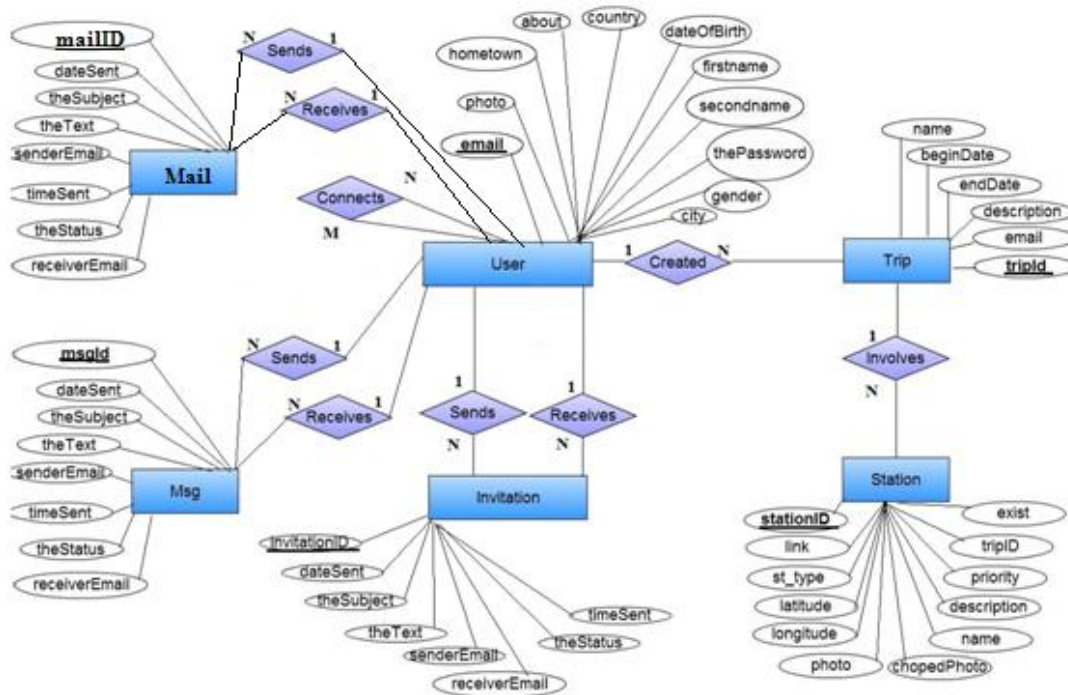 mailID
dateSent
theSubject
theText
senderEmail
Mail
timeSent
theStatus
receiverEmail
N
Sends
1
N
Receives
1
Connects
N
M
about
country
hometown
dateOfBirth
firstname
photo
secondname
email
thePassword
gender
city
User
1
Created
N
name
beginDate
endDate
description
email
Trip
tripId
1
Involves
N
msgId
dateSent
theSubject
theText
senderEmail
Msg
timeSent
theStatus
receiverEmail
N
Sends
1
N
Receives
1
1
Sends
N
1
Receives
N
Invitation
InvitationID
dateSent
theSubject
theText
senderEmail
receiverEmail
theStatus
timeSent
Station
stationID
link
st_type
latitude
longitude
photo
chopedPhoto
name
description
priority
tripID
exist